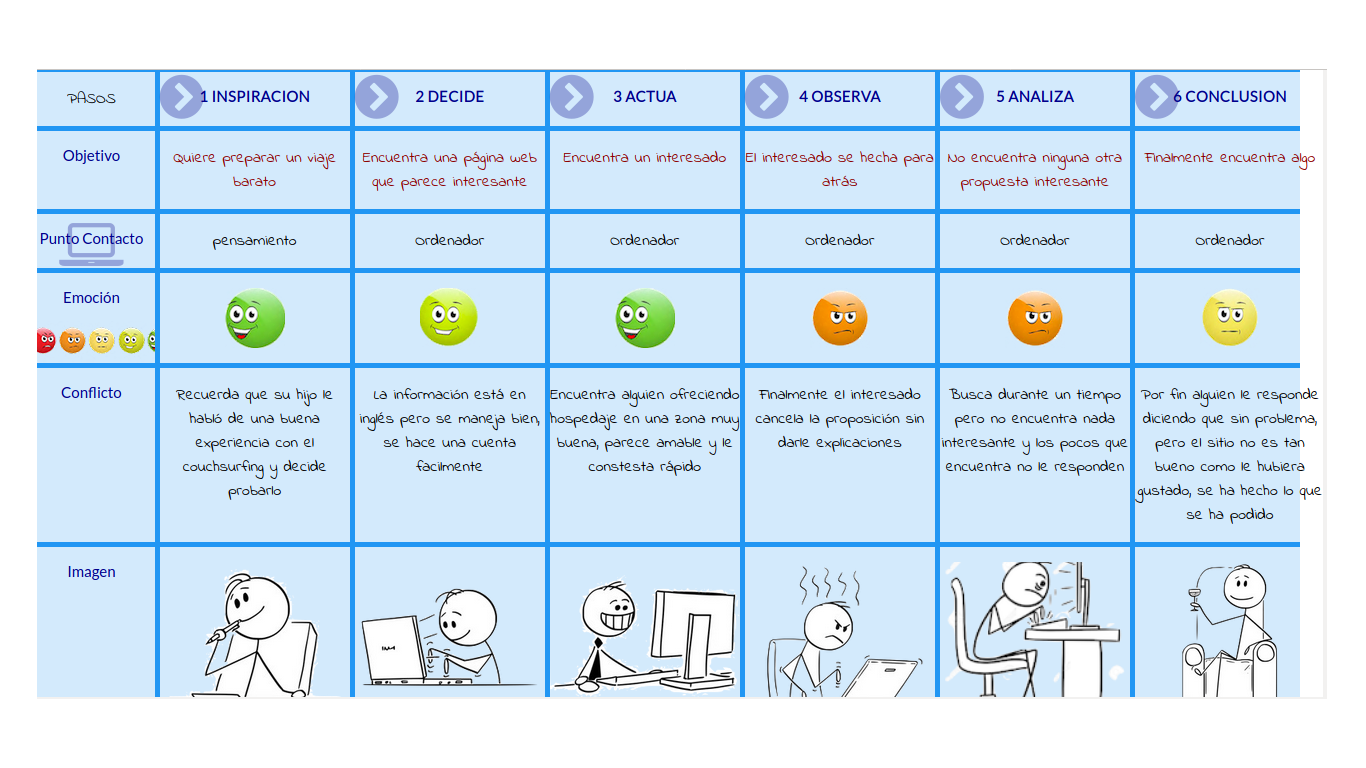 PASOS
1 INSPIRACION
2 DECIDE
3 ACTUA
4 OBSERVA
5 ANALIZA
6 CONCLUSION
Objetivo
Quiere preparar un viaje
barato
Encuentra una página web
que parece interesante
Encuentra un interesado
El interesado se hecha para
atrás
No encuentra ninguna otra
propuesta interesante
Finalmente encuentra algo
Punto Contacto
pensamiento
Ordenador
Ordenador
Ordenador
Ordenador
Ordenador
Emoción
Conflicto
Recuerda que su hijo le
habló de una buena
experiencia con el
couchsurfing y decide
probarlo
La información está en
inglés pero se maneja bien,
se hace una cuenta
facilmente
Encuentra alguien ofreciendo
hospedaje en una zona muy
buena, parece amable y le
constesta rápido
Finalmente el interesado
cancela la proposición sin
darle explicaciones
Busca durante un tiempo
pero no encuentra nada
interesante y los pocos que
encuentra no le responden
Por fin alguien le responde
diciendo que sin problema,
pero el sitio no es tan
bueno como le hubiera
gustado, se ha hecho lo que
se ha podido
Imagen